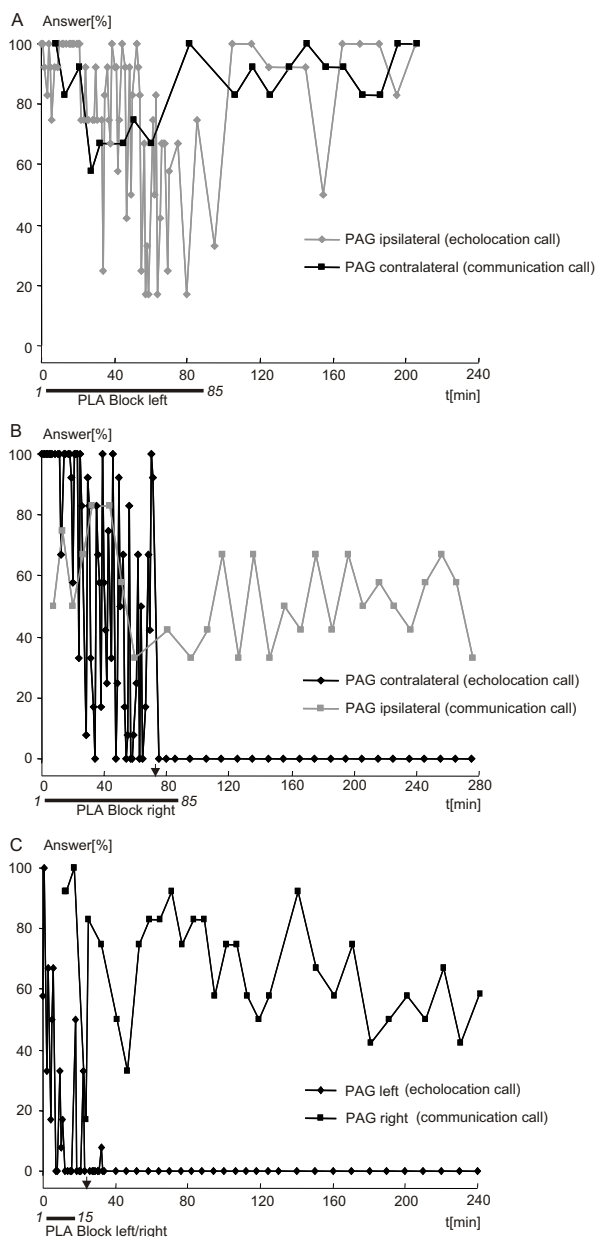 A
Answer[%]
100
80
60
40
20
0
PAG ipsilateral (echolocation call)
PAG contralateral (communication call)
0 40 80 120 160 200 240
1 85
PLA Block left
t[min]
B
Answer[%]
100
80
60
40
20
0
PAG contralateral (echolocation call)
PAG ipsilateral (communication call)
0 40 80 120 160 200 240 280
1 85
PLA Block right
t[min]
C
Answer[%]
100
80
60
40
20
0
PAG left (echolocation call)
PAG right (communication call)
0 40 80 120 160 200 240
1 15
PLA Block left/right
t[min]